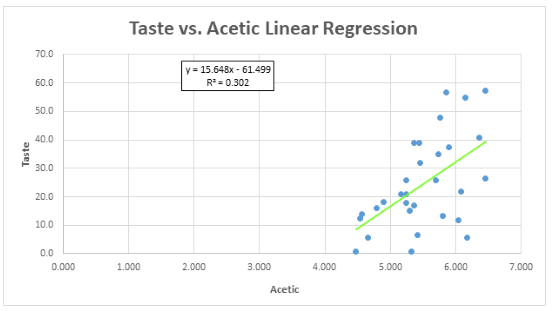 Taste vs. Acetic Linear Regression
70.0
y = 15.648x - 61.499
R² = 0.302
60.0
50.0
40.0
Taste
30.0
20.0
10.0
0.0
0.000 1.000 2.000 3.000 4.000 5.000 6.000 7.000
Acetic